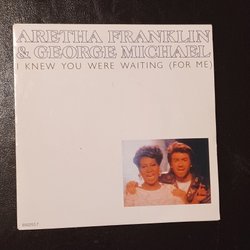 ARETHA FRANKLIN
& GEORGE MICHAEL
I KNEW YOU WERE WAITING (FOR ME)